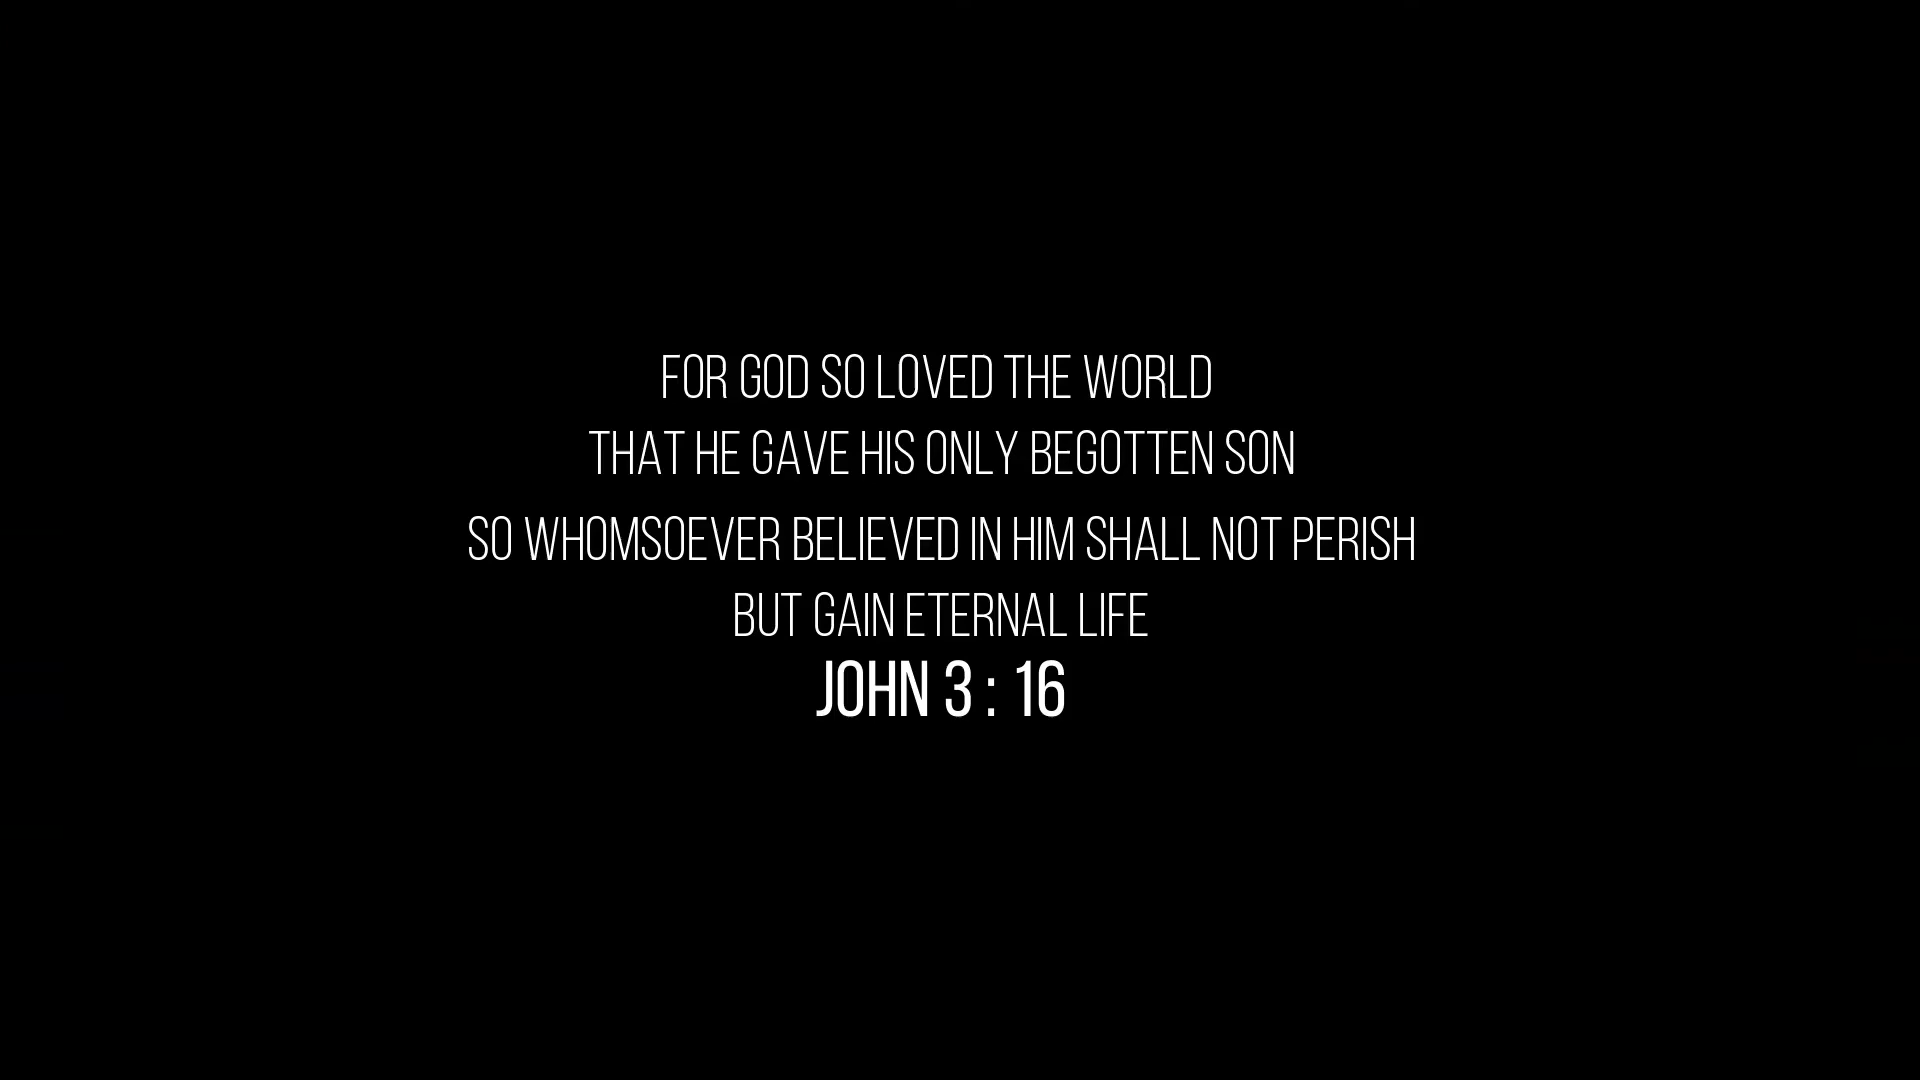 FOR GOD SO LOVED THE WORLD
THAT HE GAVE HIS ONLY BEGOTTEN SON
SO WHOMSOEVER BELIEVED IN HIM SHALL NOT PERISH
BUT GAIN ETERNAL LIFE
JOHN 3 : 16